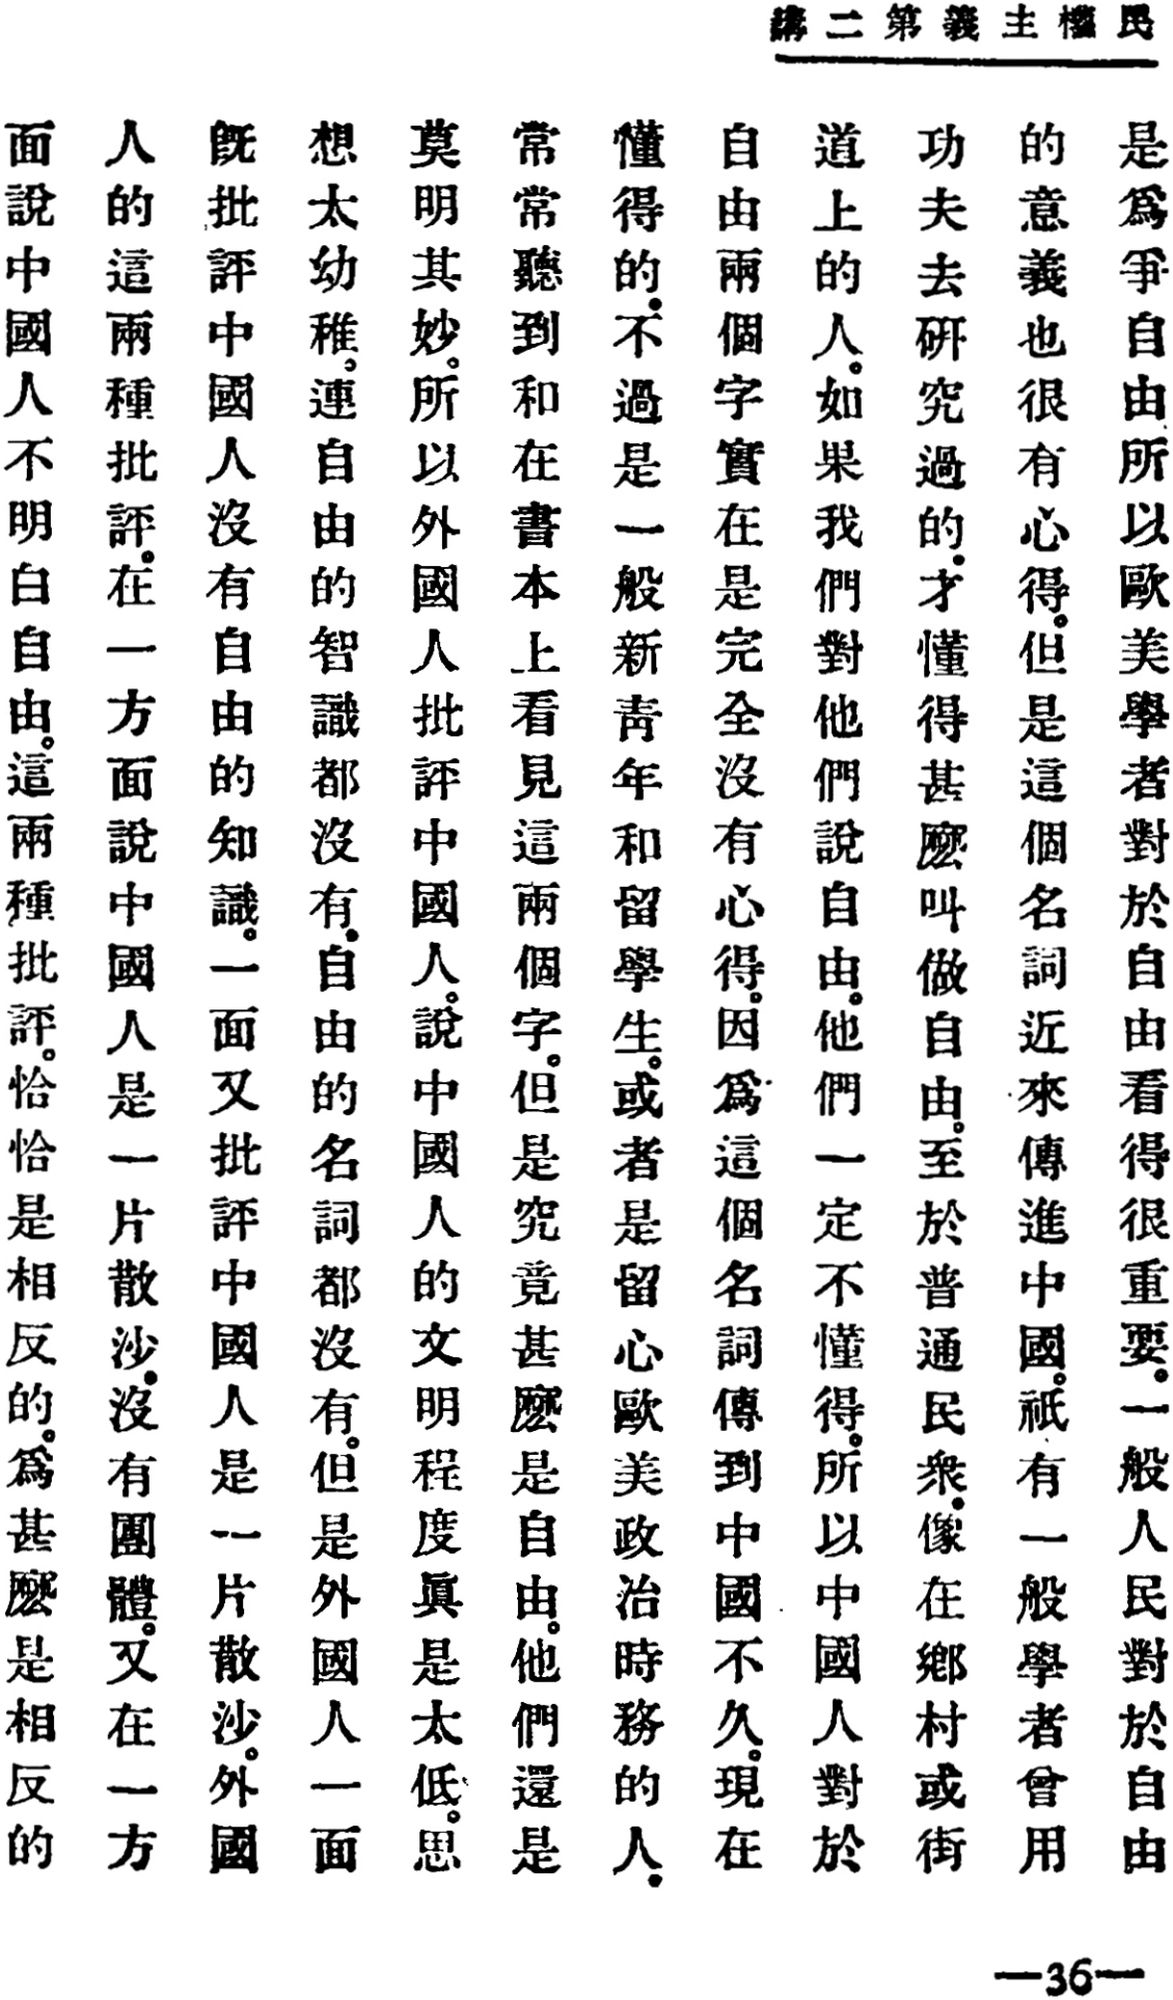 民權主義第二講
是爲爭自由所以歐美學者對於自由看得很重要。一般人民對於自由
的意義也很有心得。但是這個名詞近來傳進中國。祇有一般學者曾用
功夫去研究過的．才懂得甚麼叫做自由。至於普通民衆．像在鄉村或街
道上的人。如果我們對他們說自由。他們一定不懂得。所以中國人對於
自由兩個字實在是完全沒有心得。因爲這個名詞傳到中國不久。現在
懂得的．不過是一般新靑年和留學生。或者是留心歐美政治時務的人．
常常聽到和在書本上看見這兩個字。但是究竟甚麼是自由。他們還是
莫明其妙。所以外國人批評中國人。說中國人的文明程度眞是太低。思
想太幼稚。連自由的智識都沒有．自由的名詞都沒有。但是外國人一面
旣批評中國人沒有自由的知識。一面又批評中國人是一片散沙。外國
人的這兩種批評。在一方面說中國人是一片散沙．沒有團體。又在一方
面說中國人不明白自由。這兩種批評。恰恰是相反的。爲甚麼是相反的
—36—